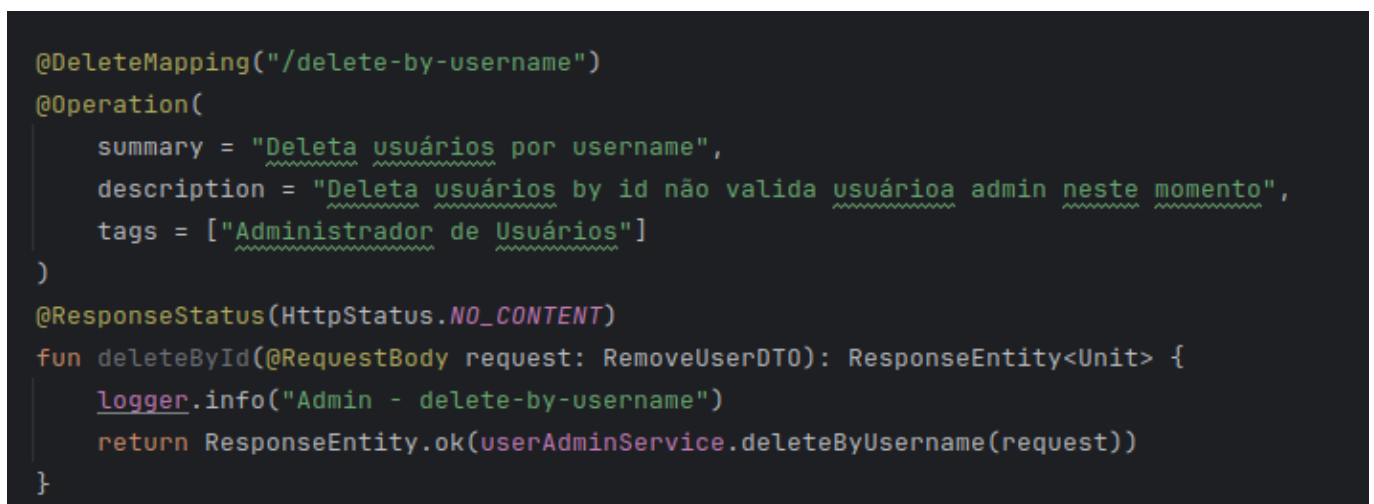 @DeleteMapping("/delete-by-username")
@Operation(
summary = "Deleta usuários por username",
description = "Deleta usuários by id não valida usuárioa admin neste momento",
tags = ["Administrador de Usuários"]
)
@ResponseStatus(HttpStatus.NO_CONTENT)
fun deleteById(@RequestBody request: RemoveUserDTO): ResponseEntity<Unit> {
logger.info("Admin - delete-by-username")
return ResponseEntity.ok(userAdminService.deleteByUsername(request))
}